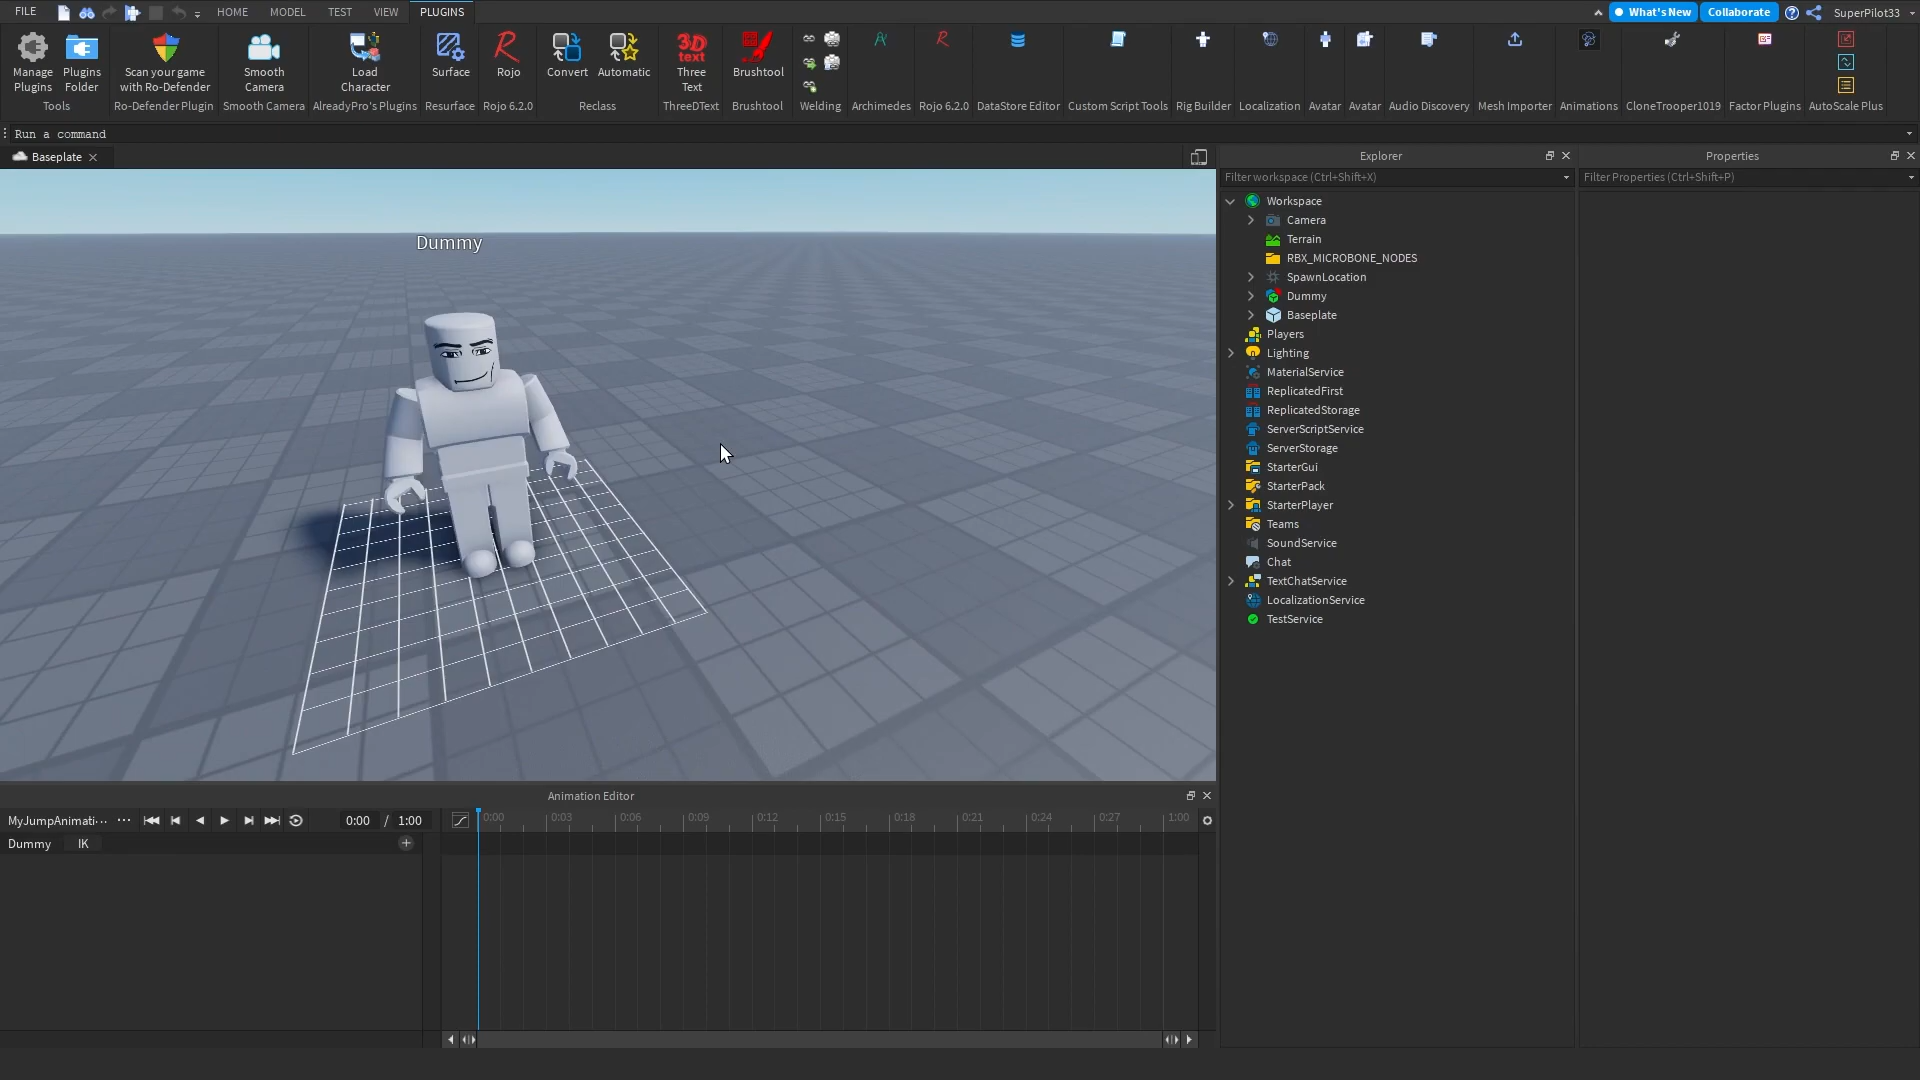 FILE HOME MODEL TEST VIEW PLUGINS What's New Collaborate SuperPilot33
Manage Plugins
Plugins Folder
Scan your game with Ro-Defender
Smooth Camera
Load Character
Surface
Rojo
Convert
Automatic
3D text
Three Text
Brushtool
Tools Ro-Defender Plugin Smooth Camera AlreadyPro's Plugins Resurface Rojo 6.2.0 Reclass ThreeDText Brushtool Welding Archimedes Rojo 6.2.0 DataStore Editor Custom Script Tools Rig Builder Localization Avatar Avatar Audio Discovery Mesh Importer Animations CloneTrooper1019 Factor Plugins AutoScale Plus
Run a command
Baseplate
Dummy
Explorer
Filter workspace (Ctrl+Shift+X)
Workspace
Camera
Terrain
RBX_MICROBONE_NODES
SpawnLocation
Dummy
Baseplate
Players
Lighting
MaterialService
ReplicatedFirst
ReplicatedStorage
ServerScriptService
ServerStorage
StarterGui
StarterPack
StarterPlayer
Teams
SoundService
Chat
TextChatService
LocalizationService
TestService
Properties
Filter Properties (Ctrl+Shift+P)
Animation Editor
MyJumpAnimati... 0:00 / 1:00 0:00 0:03 0:06 0:09 0:12 0:15 0:18 0:21 0:24 0:27 1:00
Dummy IK